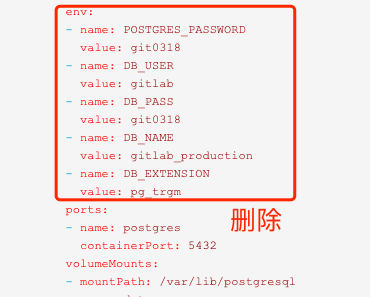 env:
- name: POSTGRES_PASSWORD
value: git0318
- name: DB_USER
value: gitlab
- name: DB_PASS
value: git0318
- name: DB_NAME
value: gitlab_production
- name: DB_EXTENSION
value: pg_trgm
ports:
- name: postgres
containerPort: 5432
volumeMounts:
- mountPath: /var/lib/postgresql
删除